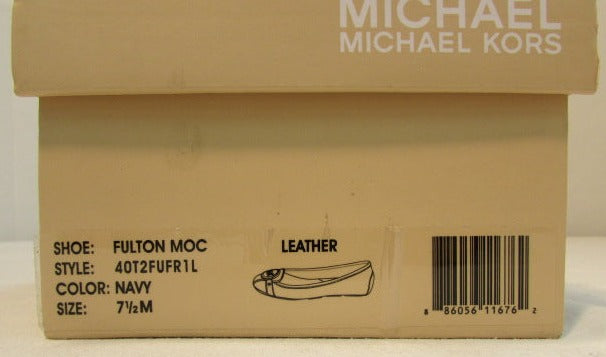 MICHAEL
MICHAEL KORS
SHOE: FULTON MOC
STYLE: 40T2FUFR1L
COLOR: NAVY
SIZE: 7½M
LEATHER
8 86056 11676 2